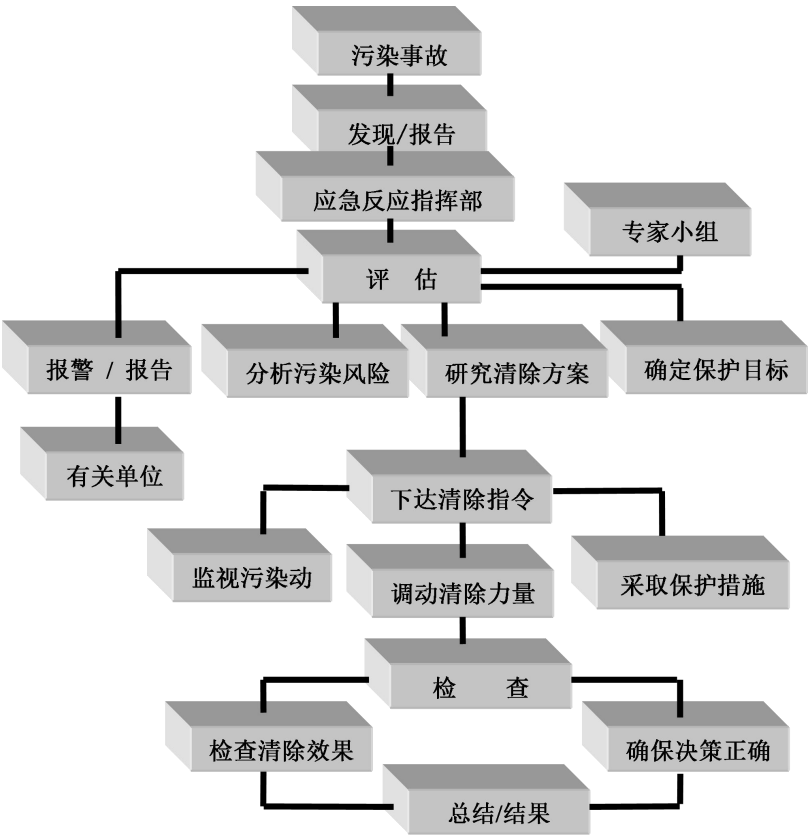 污染事故
发现/报告
应急反应指挥部
专家小组
评 估
报警 / 报告
分析污染风险
研究清除方案
确定保护目标
有关单位
下达清除指令
监视污染动
调动清除力量
采取保护措施
检 查
检查清除效果
确保决策正确
总结/结果